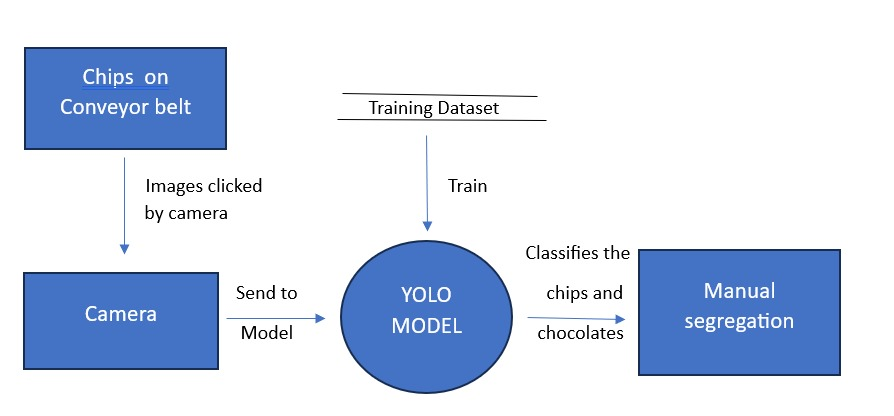 Chips on
Conveyor belt
Training Dataset
Images clicked
by camera
Train
Camera
Send to
Model
YOLO
MODEL
Classifies the
chips and
chocolates
Manual
segregation